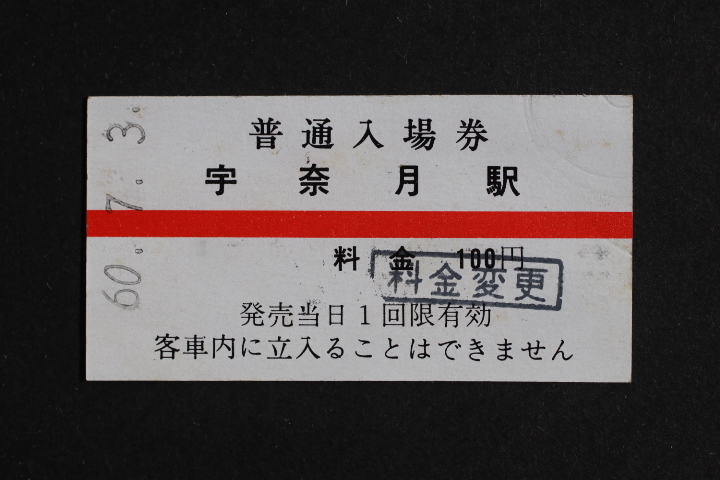 普通入場券
宇奈月駅
料金 100円
料金変更
発売当日1回限有効
客車内に立入ることはできません
60.7.3.